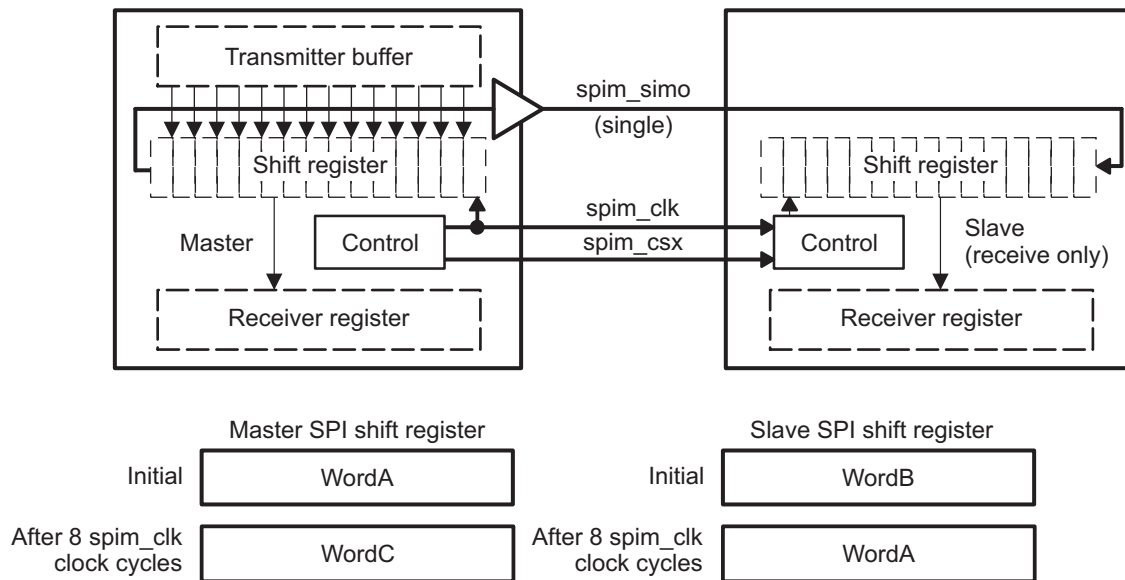 Transmitter buffer
spim_simo
(single)
Shift register
Shift register
spim_clk
Master
Control
spim_csx
Control
Slave
(receive only)
Receiver register
Receiver register
Master SPI shift register
Slave SPI shift register
Initial
WordA
Initial
WordB
After 8 spim_clk
clock cycles
WordC
After 8 spim_clk
clock cycles
WordA